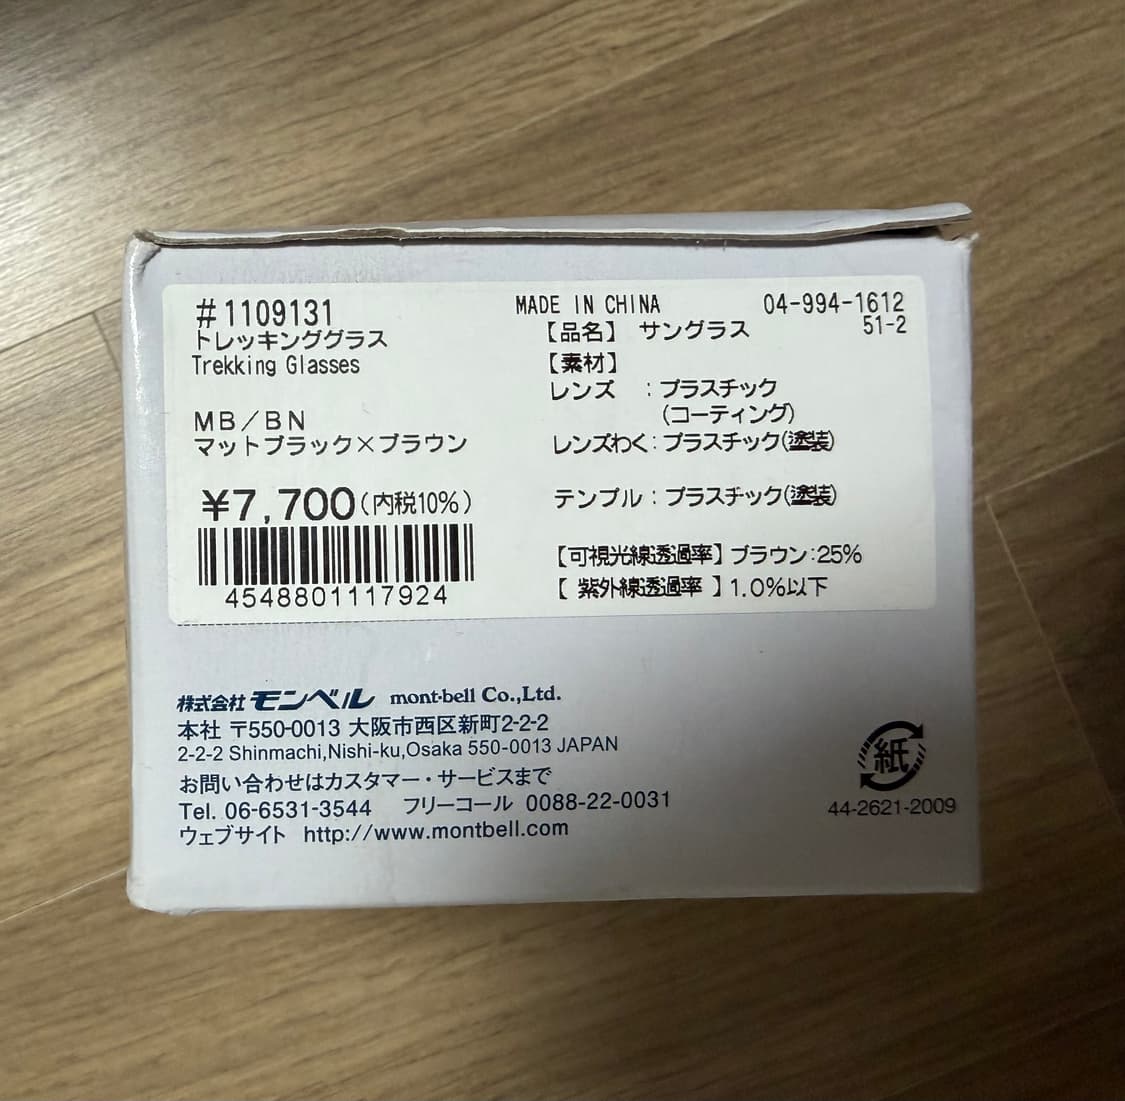 #1109131
トレッキンググラス
Trekking Glasses
MB/BN
マットブラック×ブラウン
¥7,700(内税10%)
4548801117924
MADE IN CHINA
04-994-1612
51-2
【品名】 サングラス
【素材】
レンズ :プラスチック
(コーティング)
レンズわく:プラスチック(塗装)
テンプル:プラスチック(塗装)
【可視光線透過率】ブラウン:25%
【 紫外線透過率 】1.0%以下
株式会社 モンベル mont-bell Co.,Ltd.
本社 〒550-0013 大阪市西区新町2-2-2
2-2-2 Shinmachi,Nishi-ku,Osaka 550-0013 JAPAN
お問い合わせはカスタマー・サービスまで
Tel. 06-6531-3544 フリーコール 0088-22-0031
ウェブサイト http://www.montbell.com
紙
44-2621-2009